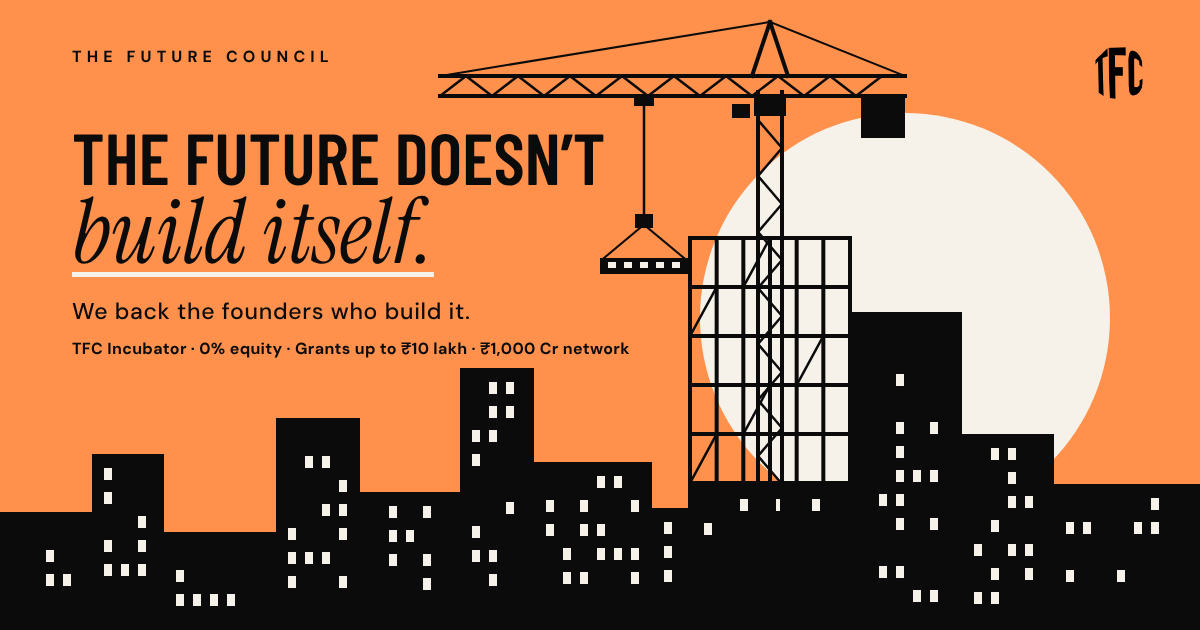 THE FUTURE COUNCIL
TFC
THE FUTURE DOESN’T
build itself.
We back the founders who build it.
TFC Incubator · 0% equity · Grants up to ₹10 lakh · ₹1,000 Cr network